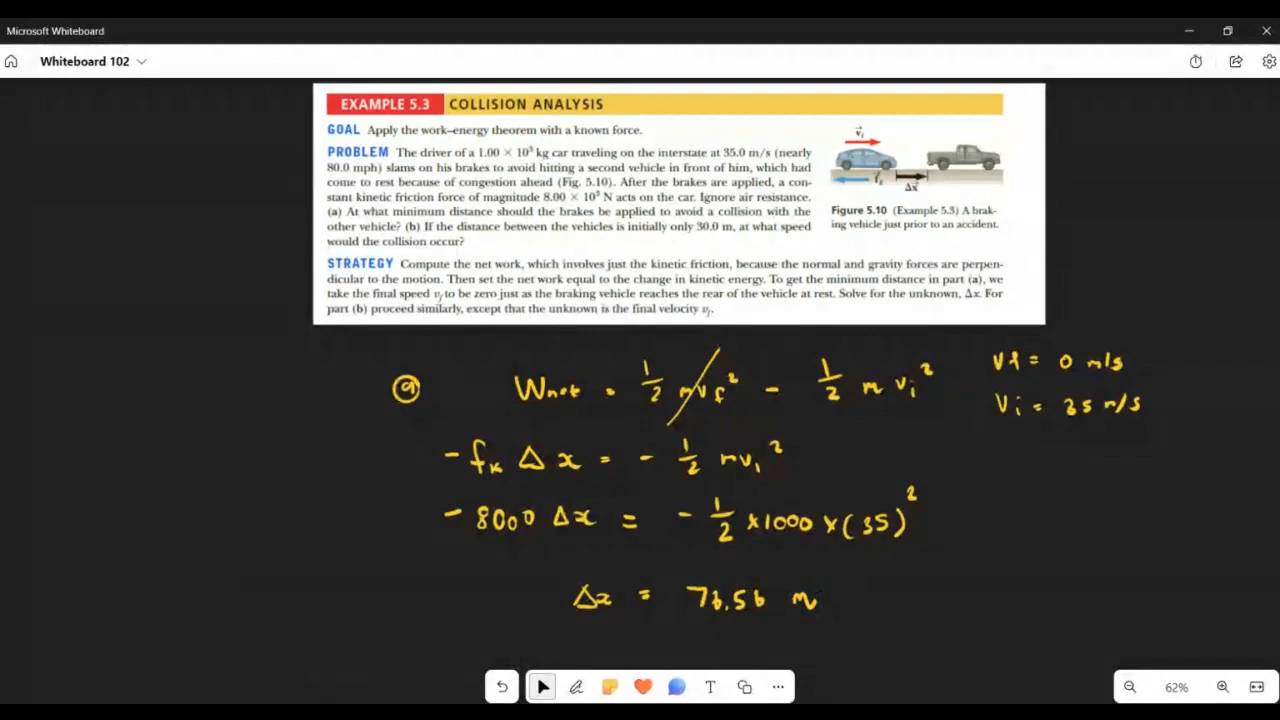 Microsoft Whiteboard
Whiteboard 102
EXAMPLE 5.3 COLLISION ANALYSIS
GOAL Apply the work–energy theorem with a known force.
PROBLEM The driver of a 1.00 × 10³ kg car traveling on the interstate at 35.0 m/s (nearly
80.0 mph) slams on his brakes to avoid hitting a second vehicle in front of him, which had
come to rest because of congestion ahead (Fig. 5.10). After the brakes are applied, a con-
stant kinetic friction force of magnitude 8.00 × 10³ N acts on the car. Ignore air resistance.
(a) At what minimum distance should the brakes be applied to avoid a collision with the
other vehicle? (b) If the distance between the vehicles is initially only 30.0 m, at what speed
would the collision occur?
v⃗ᵢ
f⃗ₖ
Δx⃗
Figure 5.10 (Example 5.3) A brak-
ing vehicle just prior to an accident.
STRATEGY Compute the net work, which involves just the kinetic friction, because the normal and gravity forces are perpen-
dicular to the motion. Then set the net work equal to the change in kinetic energy. To get the minimum distance in part (a), we
take the final speed v_f to be zero just as the braking vehicle reaches the rear of the vehicle at rest. Solve for the unknown, Δx. For
part (b) proceed similarly, except that the unknown is the final velocity v_f.
ⓐ Wnet = 1/2 mvf² - 1/2 m vi²
Vf = 0 m/s
Vi = 35 m/s
- fk Δx = - 1/2 mvi²
- 8000 Δx = - 1/2 × 1000 × (35)²
Δx = 76.56 m
T
62%